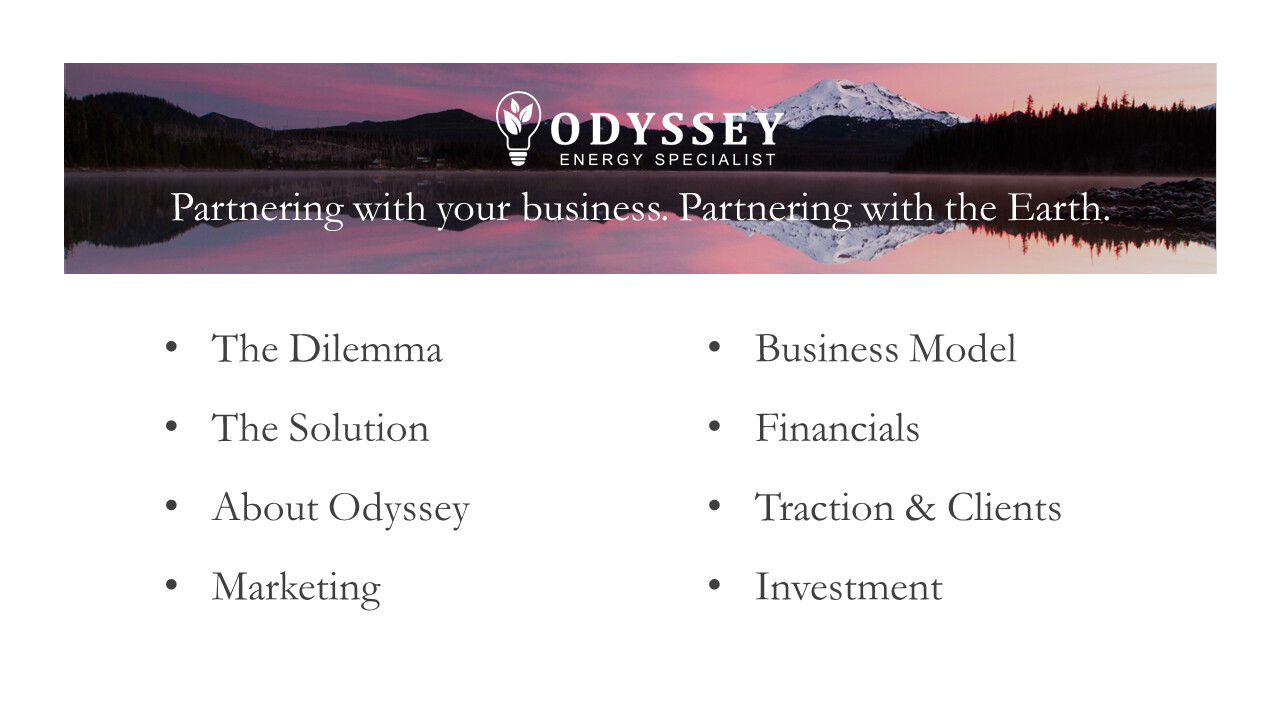 ODYSSEY
ENERGY SPECIALIST
Partnering with your business. Partnering with the Earth.
• The Dilemma
• The Solution
• About Odyssey
• Marketing
• Business Model
• Financials
• Traction & Clients
• Investment